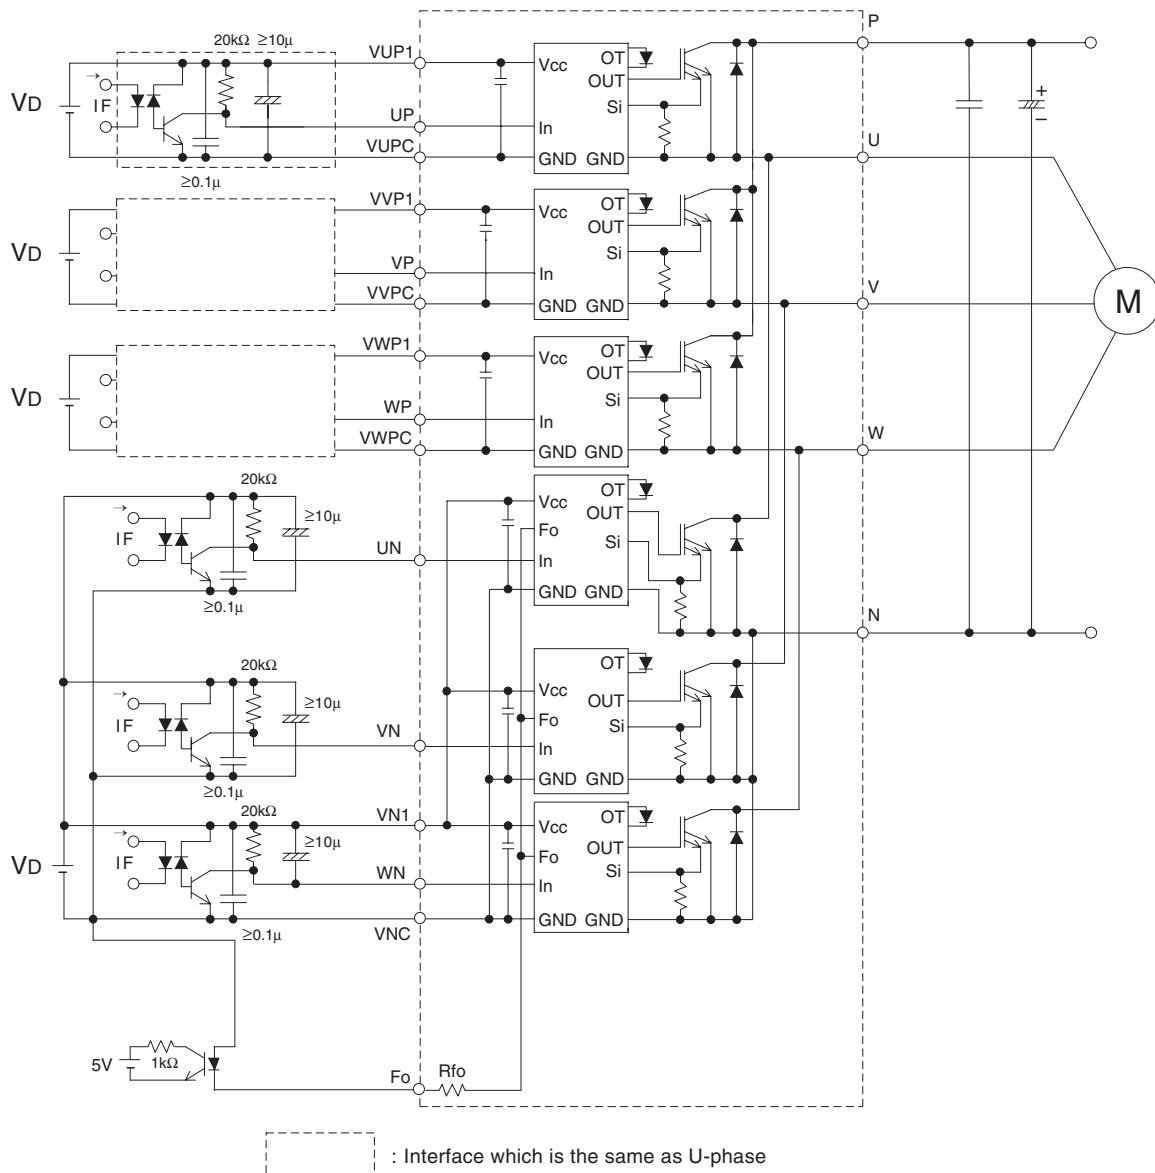 P
20kΩ ≥10μ
VUP1
Vcc
OT
OUT
Si
VD
IF
UP
In
VUPC
GND GND
U
≥0.1μ
+
–
VVP1
Vcc
OT
OUT
Si
VD
VP
In
VVPC
GND GND
V
M
VWP1
Vcc
OT
OUT
Si
VD
WP
In
VWPC
GND GND
W
20kΩ
≥10μ
IF
UN
≥0.1μ
Vcc
Fo
In
GND GND
OT
OUT
Si
N
20kΩ
≥10μ
IF
VN
≥0.1μ
Vcc
Fo
In
GND GND
OT
OUT
Si
20kΩ
≥10μ
VN1
VD
IF
WN
≥0.1μ
VNC
Vcc
Fo
In
GND GND
OT
OUT
Si
5V
1kΩ
Fo
Rfo
: Interface which is the same as U-phase